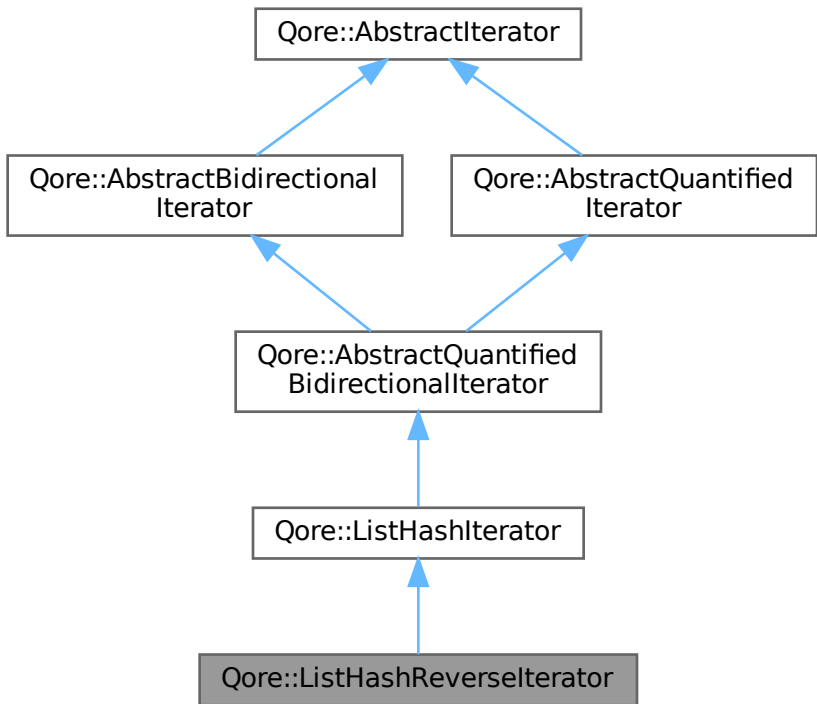 Qore::AbstractIterator
Qore::AbstractBidirectional
Iterator
Qore::AbstractQuantified
Iterator
Qore::AbstractQuantified
BidirectionalIterator
Qore::ListHashIterator
Qore::ListHashReverseIterator